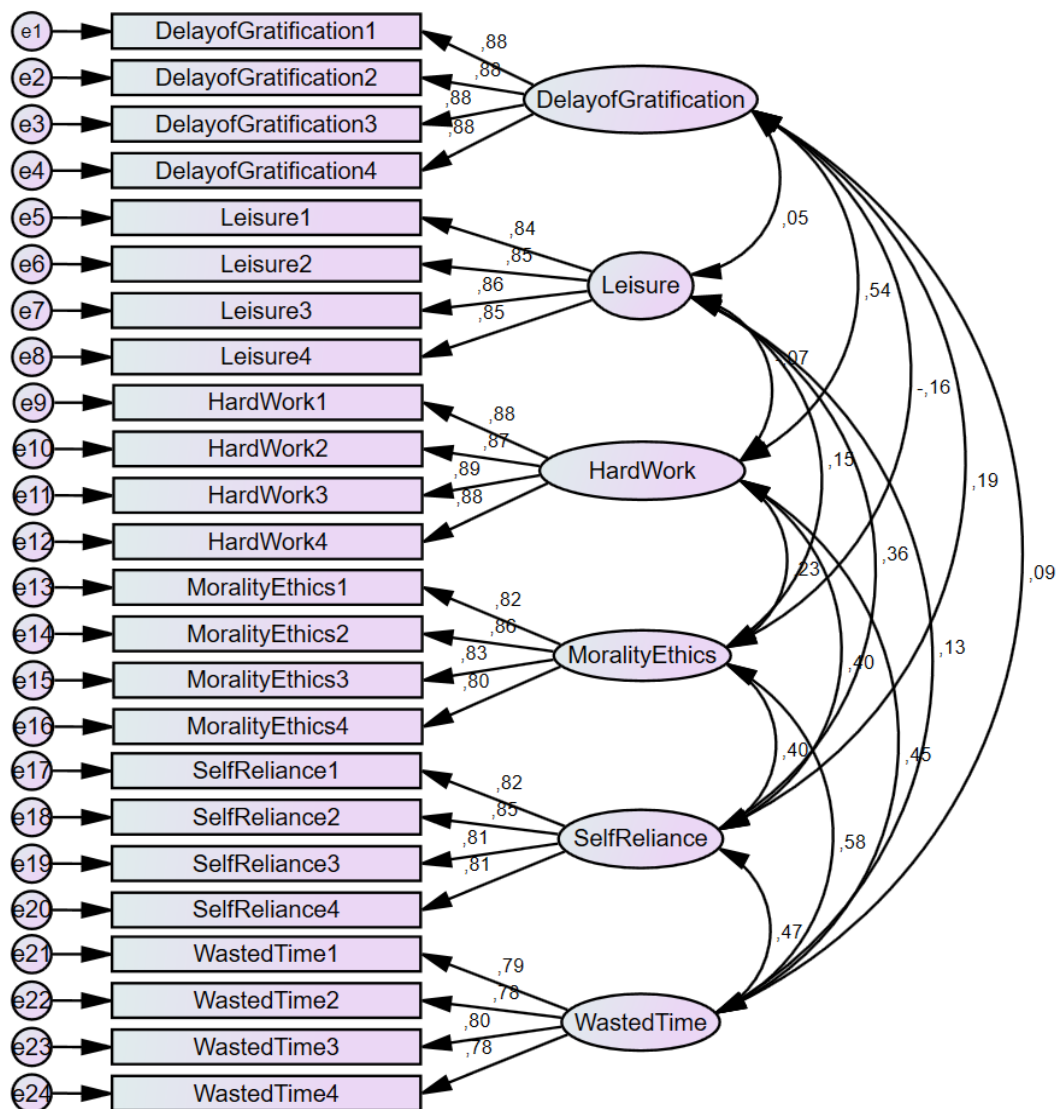 e1 DelayofGratification1
,88
e2 DelayofGratification2
,88
DelayofGratification
e3 DelayofGratification3
,88
,88
e4 DelayofGratification4
e5 Leisure1
,05
,84
e6 Leisure2
,85
Leisure
,54
e7 Leisure3
,86
,85
e8 Leisure4
-,07
-,16
e9 HardWork1
,88
e10 HardWork2
,87
,15
HardWork
,19
e11 HardWork3
,89
,88
e12 HardWork4
,23
,36
,09
e13 MoralityEthics1
,82
e14 MoralityEthics2
,86
MoralityEthics
,13
,40
e15 MoralityEthics3
,83
,80
e16 MoralityEthics4
,40
,45
e17 SelfReliance1
,82
e18 SelfReliance2
,85
SelfReliance
,58
e19 SelfReliance3
,81
,81
e20 SelfReliance4
,47
e21 WastedTime1
,79
e22 WastedTime2
,78
WastedTime
e23 WastedTime3
,80
,78
e24 WastedTime4